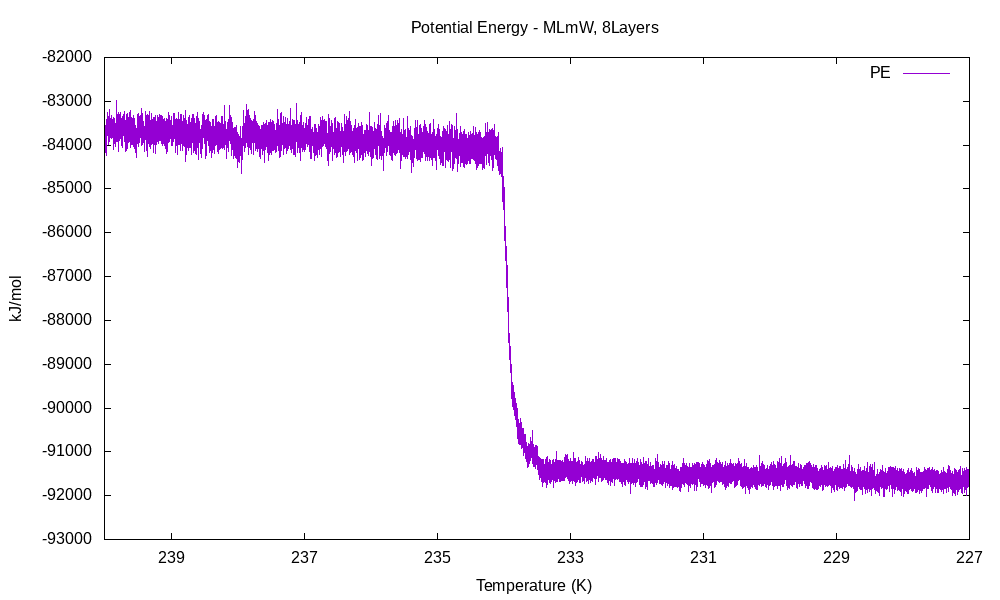 Potential Energy - MLmW, 8Layers
PE
-82000
-83000
-84000
-85000
-86000
-87000
-88000
-89000
-90000
-91000
-92000
-93000
kJ/mol
239 237 235 233 231 229 227
Temperature (K)